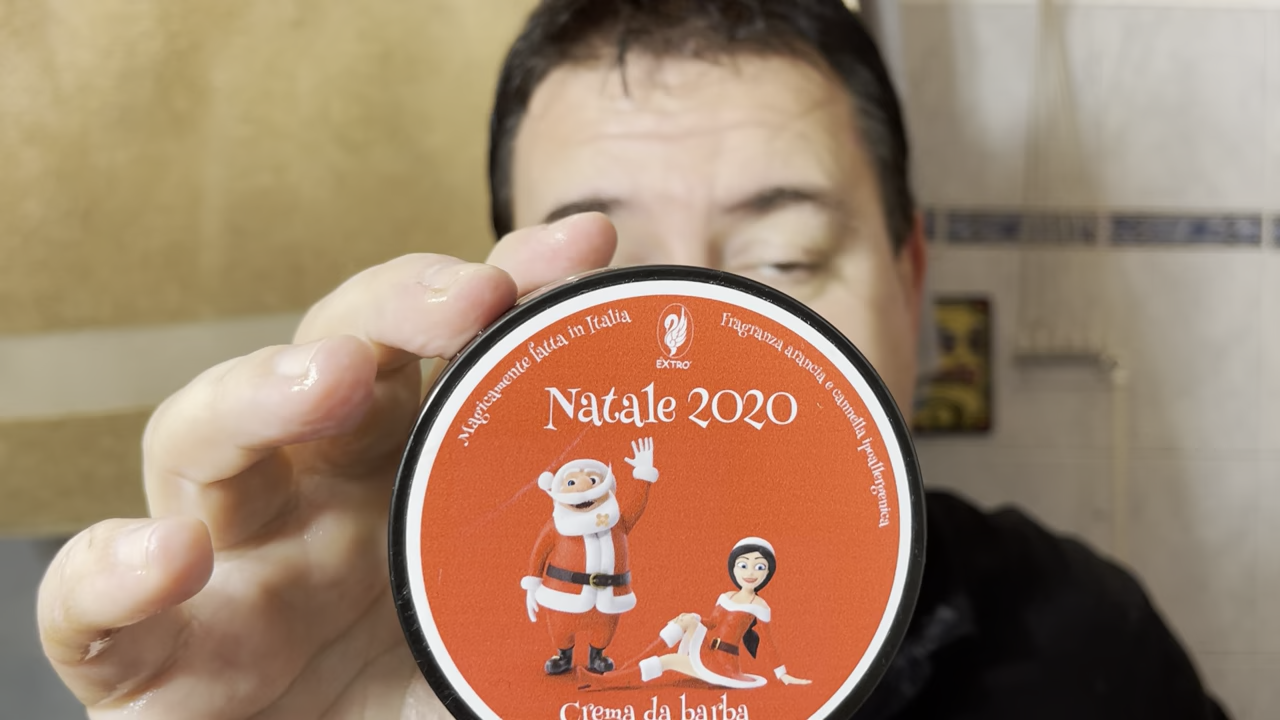 Magicamente fatta in Italia
EXTRO
Fragranza arancia e cannella ipoallergenica
Natale 2020
Crema da barba